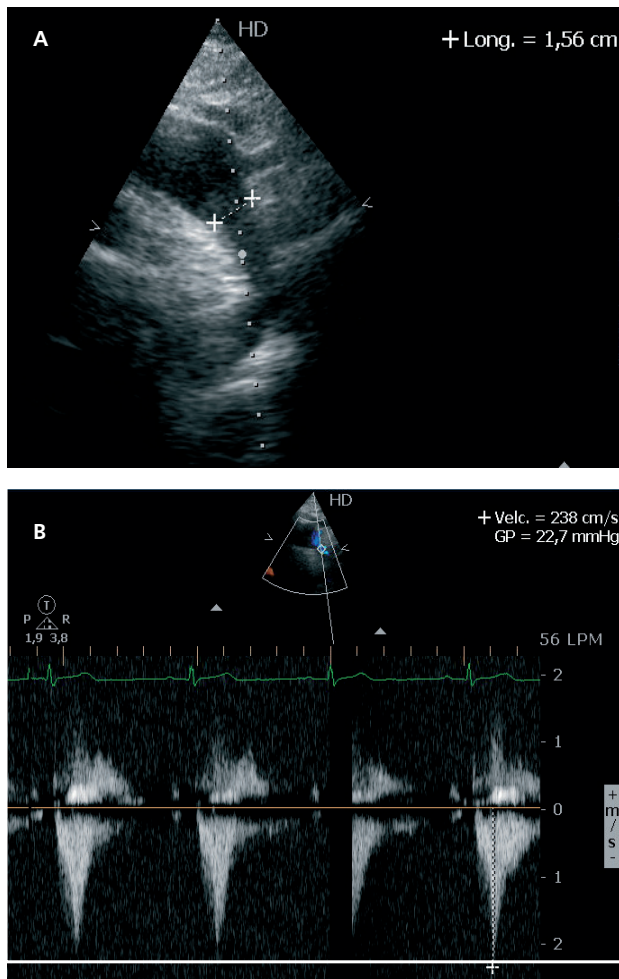 A
HD
+ Long. = 1,56 cm
B
HD
+ Velc. = 238 cm/s
GP = 22,7 mmHg
T
P R
1,9 3,8
56 LPM
- 2
- 1
- 0
- 1
- 2
+
m
/
s
-